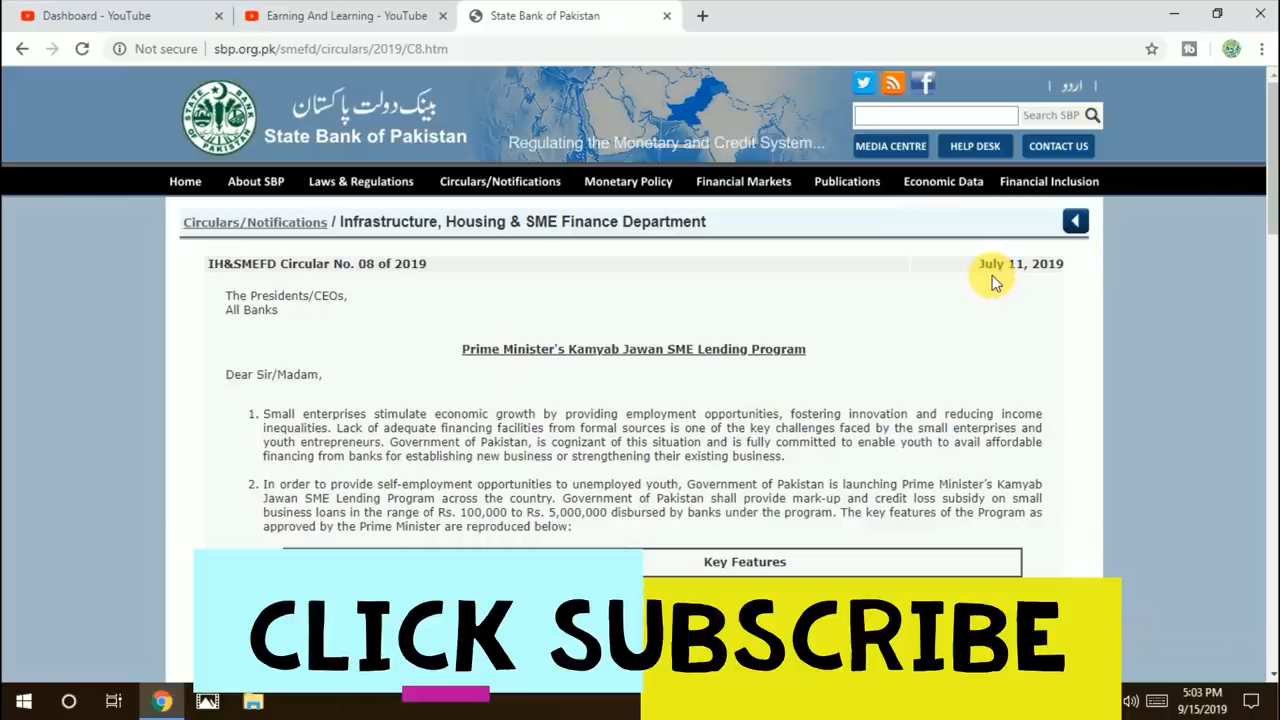 Dashboard - YouTube
Earning And Learning - YouTube
State Bank of Pakistan
Not secure
sbp.org.pk/smefd/circulars/2019/C8.htm
بینک دولت پاکستان
State Bank of Pakistan
Regulating the Monetary and Credit System...
اردو
Search SBP
MEDIA CENTRE
HELP DESK
CONTACT US
Home
About SBP
Laws & Regulations
Circulars/Notifications
Monetary Policy
Financial Markets
Publications
Economic Data
Financial Inclusion
Circulars/Notifications / Infrastructure, Housing & SME Finance Department
IH&SMEFD Circular No. 08 of 2019
July 11, 2019
The Presidents/CEOs,
All Banks
Prime Minister's Kamyab Jawan SME Lending Program
Dear Sir/Madam,
1. Small enterprises stimulate economic growth by providing employment opportunities, fostering innovation and reducing income
inequalities. Lack of adequate financing facilities from formal sources is one of the key challenges faced by the small enterprises and
youth entrepreneurs. Government of Pakistan, is cognizant of this situation and is fully committed to enable youth to avail affordable
financing from banks for establishing new business or strengthening their existing business.
2. In order to provide self-employment opportunities to unemployed youth, Government of Pakistan is launching Prime Minister's Kamyab
Jawan SME Lending Program across the country. Government of Pakistan shall provide mark-up and credit loss subsidy on small
business loans in the range of Rs. 100,000 to Rs. 5,000,000 disbursed by banks under the program. The key features of the Program as
approved by the Prime Minister are reproduced below:
Key Features
CLICK SUBSCRIBE
5:03 PM
9/15/2019